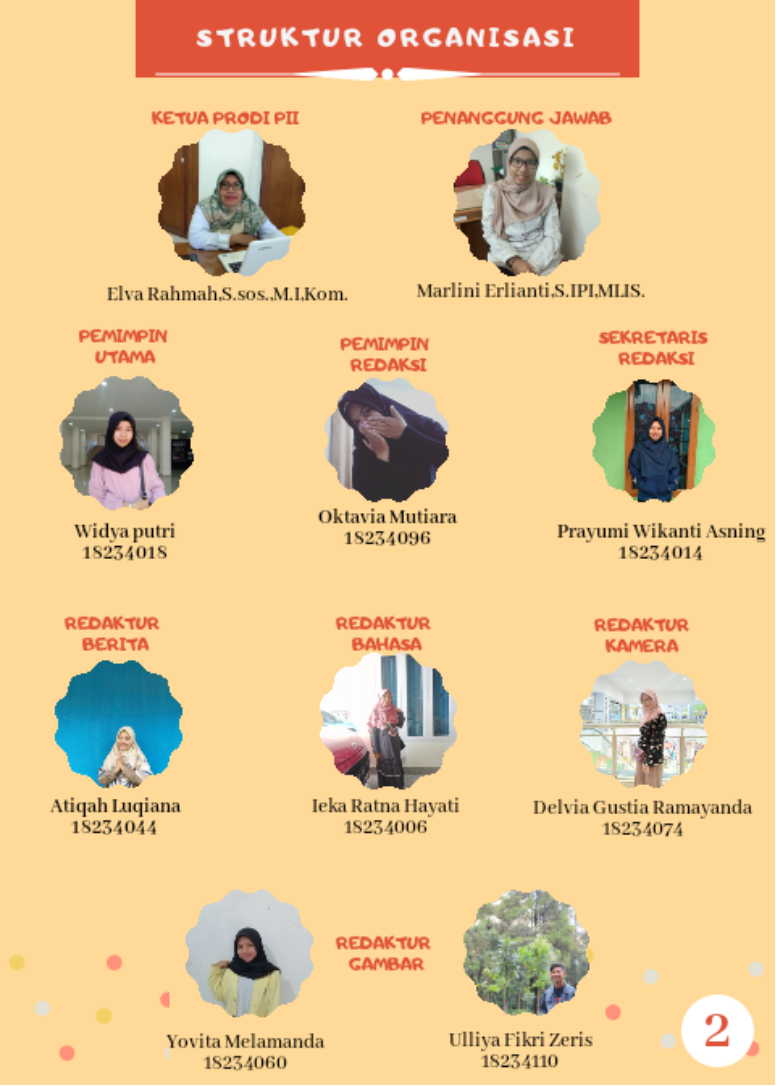 STRUKTUR ORGANISASI
KETUA PRODI PII
PENANGGUNG JAWAB
Elva Rahmah,S.sos.,M.I,Kom.
Marlini Erlianti,S.IPI,MLIS.
PEMIMPIN
UTAMA
PEMIMPIN
REDAKSI
SEKRETARIS
REDAKSI
Widya putri
18234018
Oktavia Mutiara
18234096
Prayumi Wikanti Asning
18234014
REDAKTUR
BERITA
REDAKTUR
BAHASA
REDAKTUR
KAMERA
Atiqah Luqiana
18234044
Ieka Ratna Hayati
18234006
Delvia Gustia Ramayanda
18234074
REDAKTUR
GAMBAR
Yovita Melamanda
18234060
Ulliya Fikri Zeris
18234110
2